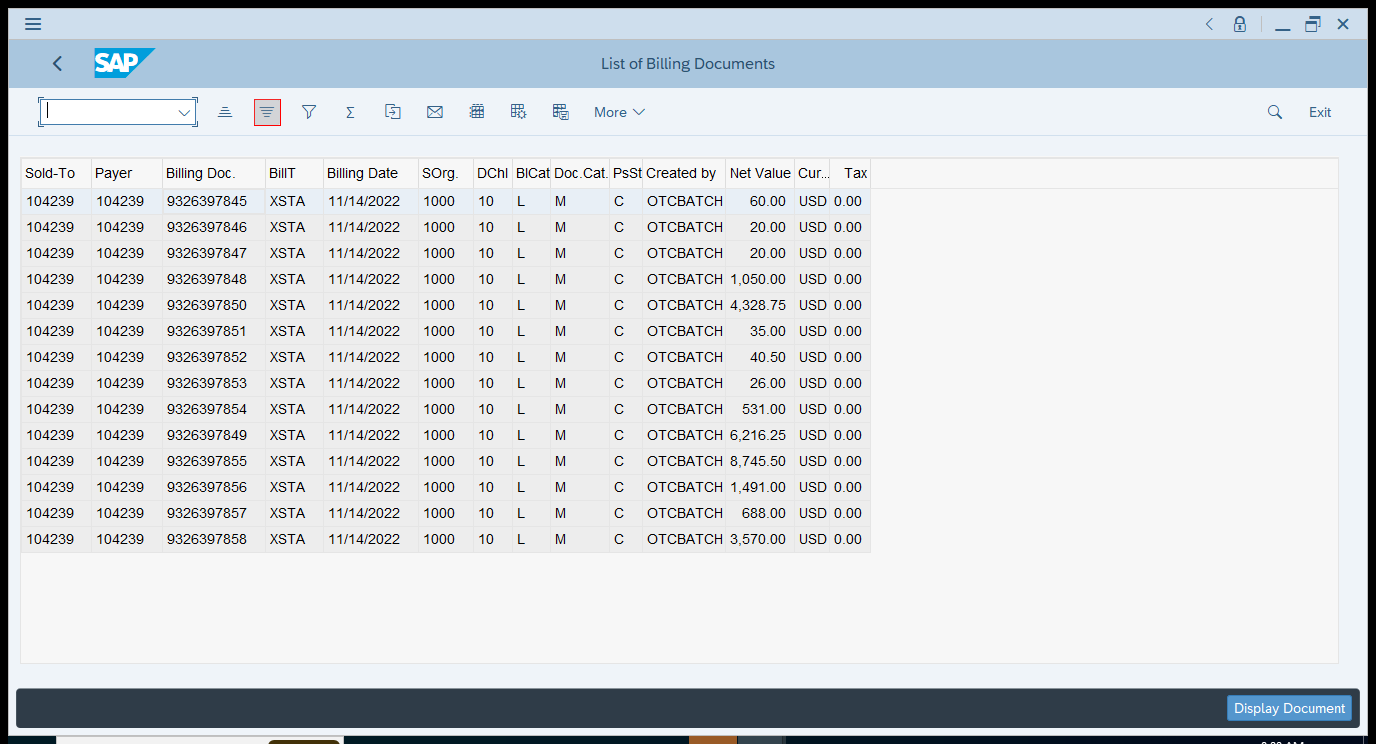 SAP
List of Billing Documents
More
Exit
Sold-To Payer Billing Doc. BillT Billing Date SOrg. DChl BlCat Doc.Cat. PsSt Created by Net Value Cur... Tax
104239 104239 9326397845 XSTA 11/14/2022 1000 10 L M C OTCBATCH 60.00 USD 0.00
104239 104239 9326397846 XSTA 11/14/2022 1000 10 L M C OTCBATCH 20.00 USD 0.00
104239 104239 9326397847 XSTA 11/14/2022 1000 10 L M C OTCBATCH 20.00 USD 0.00
104239 104239 9326397848 XSTA 11/14/2022 1000 10 L M C OTCBATCH 1,050.00 USD 0.00
104239 104239 9326397850 XSTA 11/14/2022 1000 10 L M C OTCBATCH 4,328.75 USD 0.00
104239 104239 9326397851 XSTA 11/14/2022 1000 10 L M C OTCBATCH 35.00 USD 0.00
104239 104239 9326397852 XSTA 11/14/2022 1000 10 L M C OTCBATCH 40.50 USD 0.00
104239 104239 9326397853 XSTA 11/14/2022 1000 10 L M C OTCBATCH 26.00 USD 0.00
104239 104239 9326397854 XSTA 11/14/2022 1000 10 L M C OTCBATCH 531.00 USD 0.00
104239 104239 9326397849 XSTA 11/14/2022 1000 10 L M C OTCBATCH 6,216.25 USD 0.00
104239 104239 9326397855 XSTA 11/14/2022 1000 10 L M C OTCBATCH 8,745.50 USD 0.00
104239 104239 9326397856 XSTA 11/14/2022 1000 10 L M C OTCBATCH 1,491.00 USD 0.00
104239 104239 9326397857 XSTA 11/14/2022 1000 10 L M C OTCBATCH 688.00 USD 0.00
104239 104239 9326397858 XSTA 11/14/2022 1000 10 L M C OTCBATCH 3,570.00 USD 0.00
Display Document